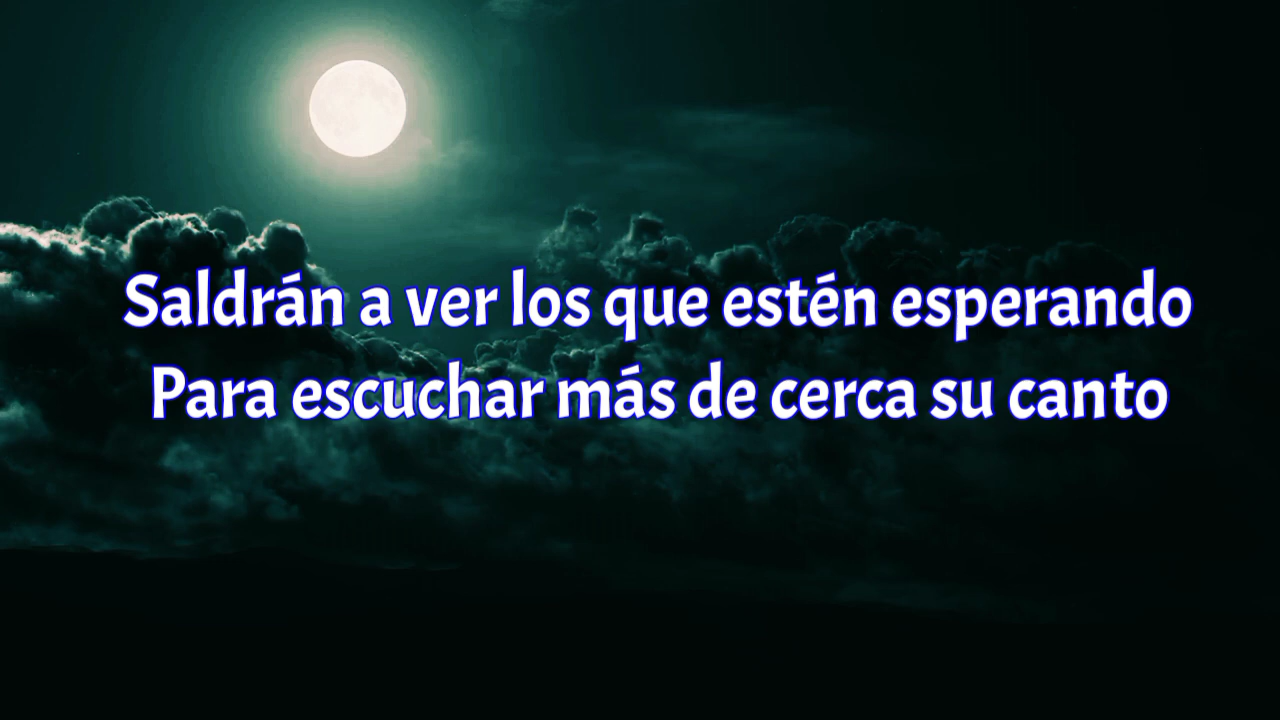 Saldrán a ver los que estén esperando
Para escuchar más de cerca su canto